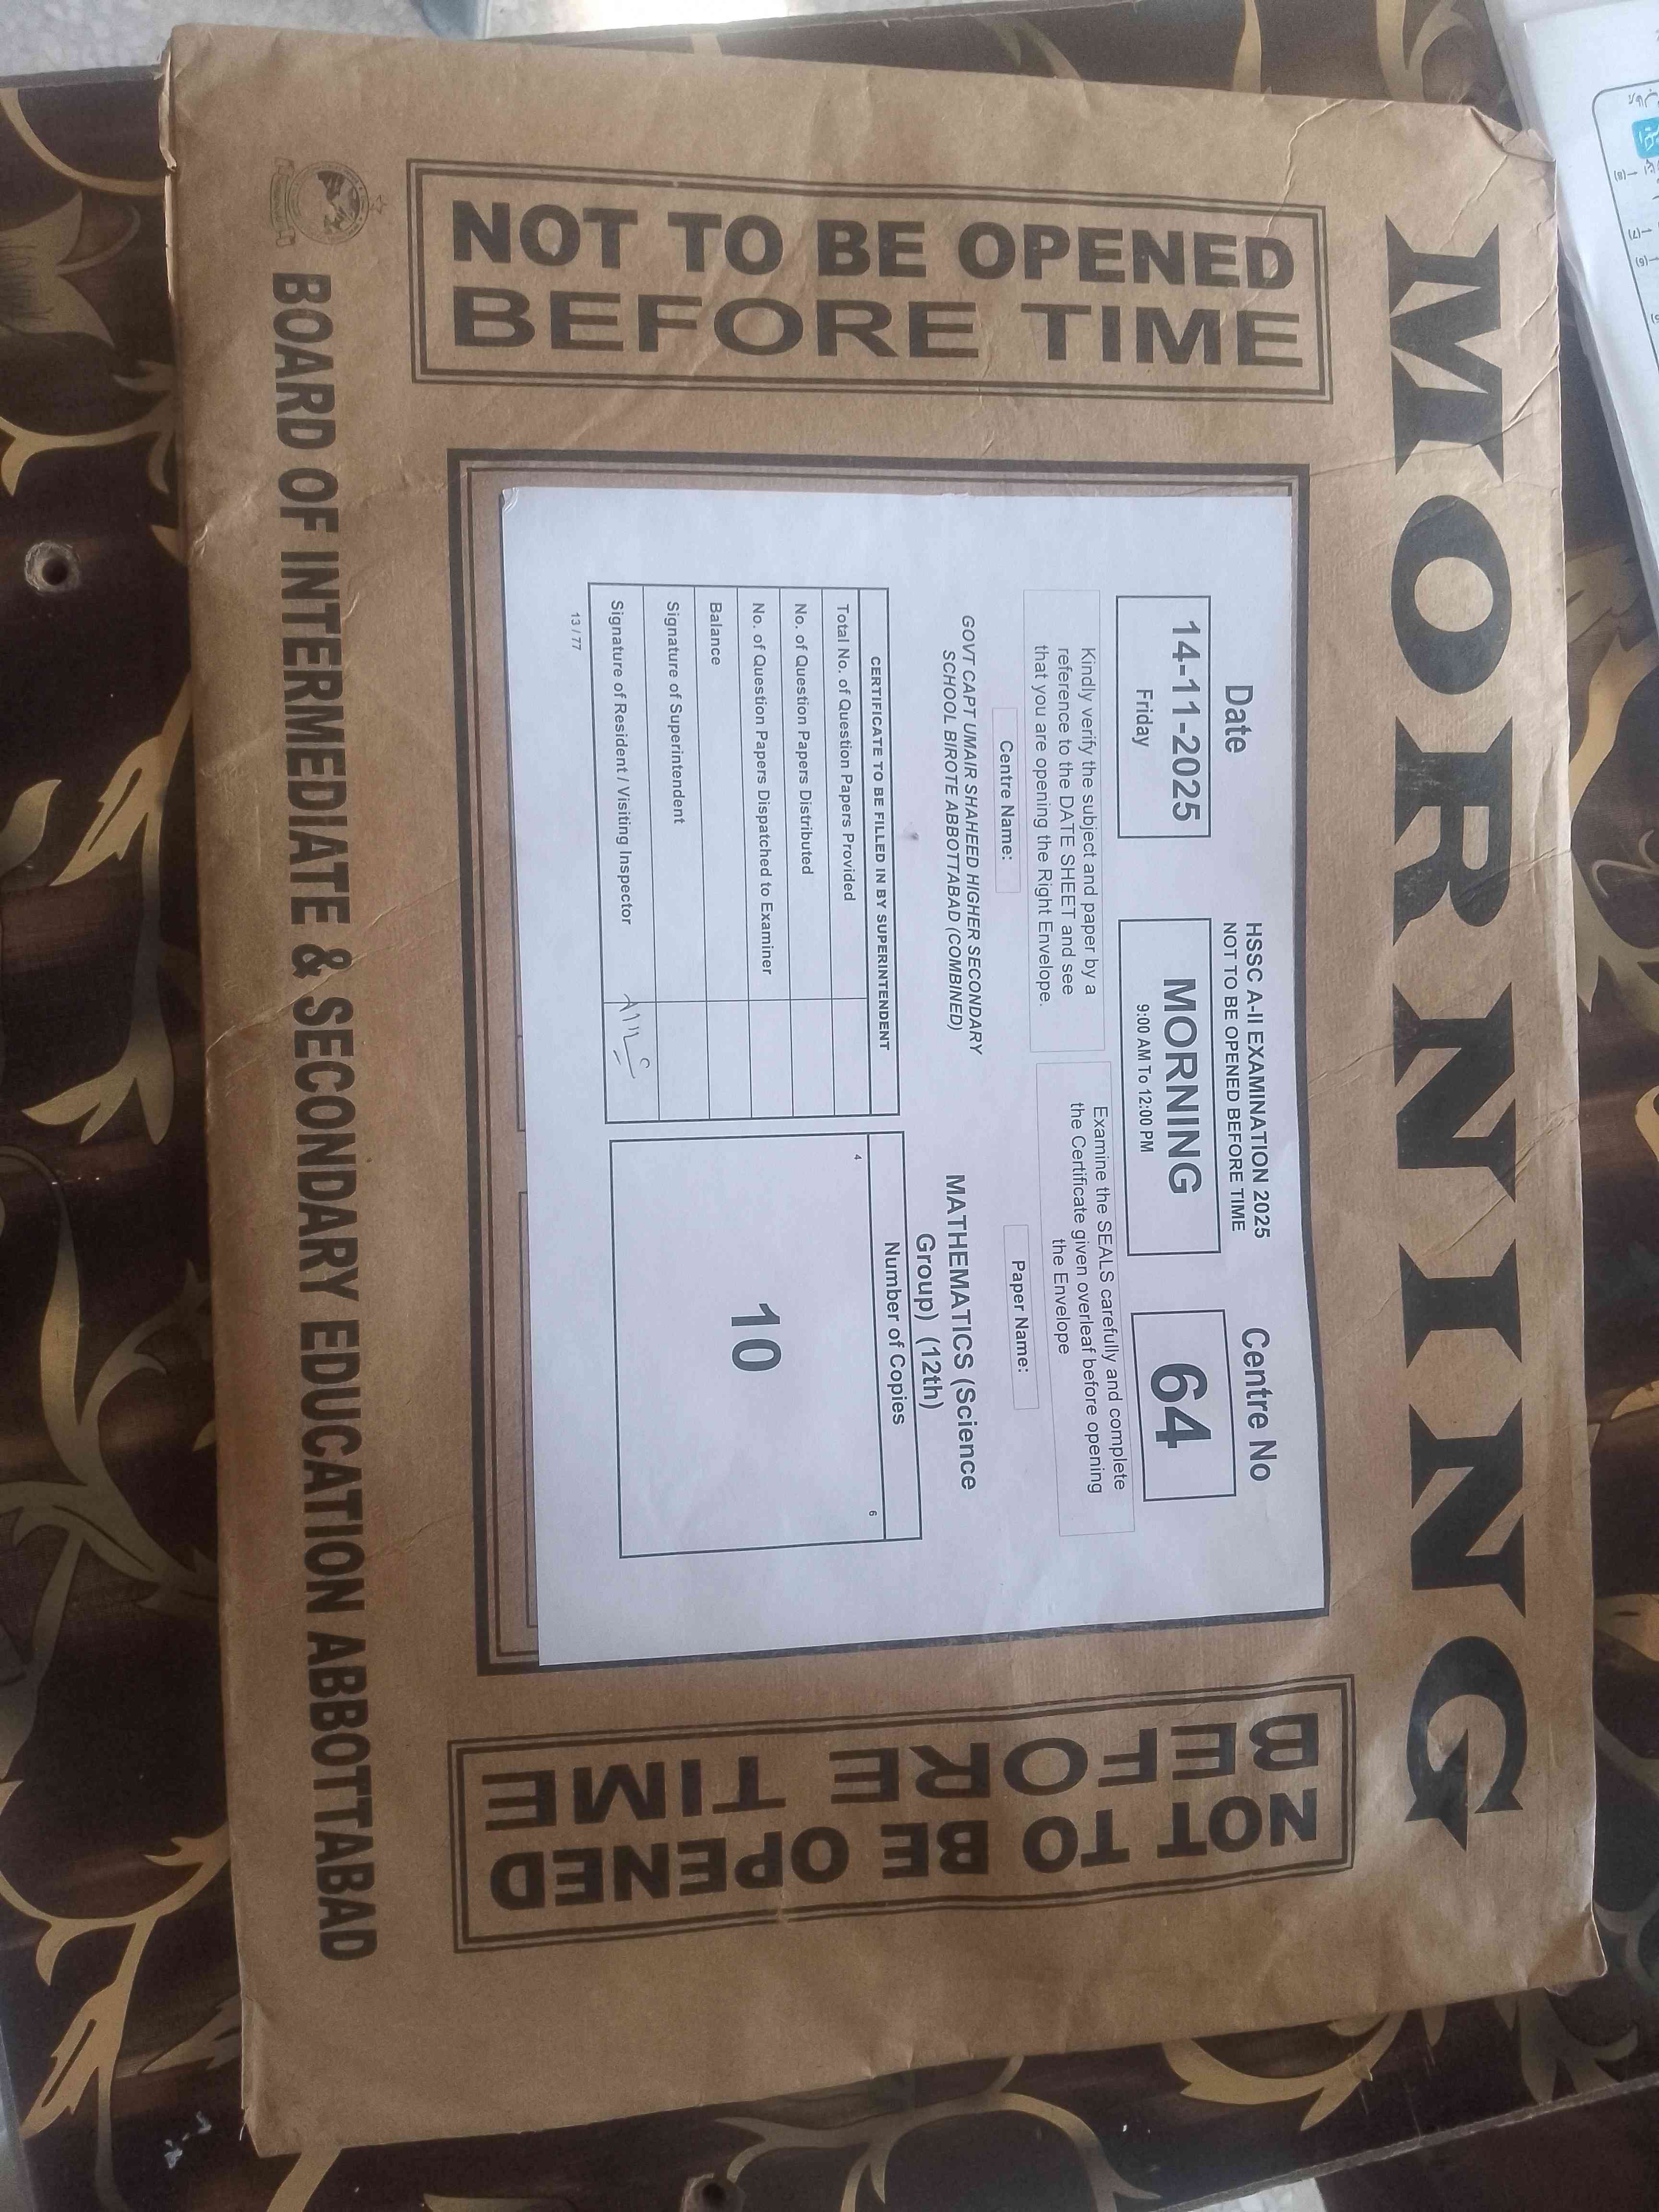 MORNING
NOT TO BE OPENED
BEFORE TIME
Date
14-11-2025
Friday
HSSC A-II EXAMINATION 2025
NOT TO BE OPENED BEFORE TIME
MORNING
9:00 AM To 12:00 PM
Centre No
64
Kindly verify the subject and paper by a
reference to the DATE SHEET and see
that you are opening the Right Envelope.
Examine the SEALS carefully and complete
the Certificate given overleaf before opening
the Envelope
Centre Name:
GOVT CAPT UMAIR SHAHEED HIGHER SECONDARY
SCHOOL BIROTE ABBOTTABAD (COMBINED)
Paper Name:
MATHEMATICS (Science
Group) (12th)
CERTIFICATE TO BE FILLED IN BY SUPERINTENDENT
Total No. of Question Papers Provided
No. of Question Papers Distributed
No. of Question Papers Dispatched to Examiner
Balance
Signature of Superintendent
Signature of Resident / Visiting Inspector
Number of Copies
4
6
10
13 / 77
NOT TO BE OPENED
BEFORE TIME
BOARD OF INTERMEDIATE & SECONDARY EDUCATION ABBOTTABAD